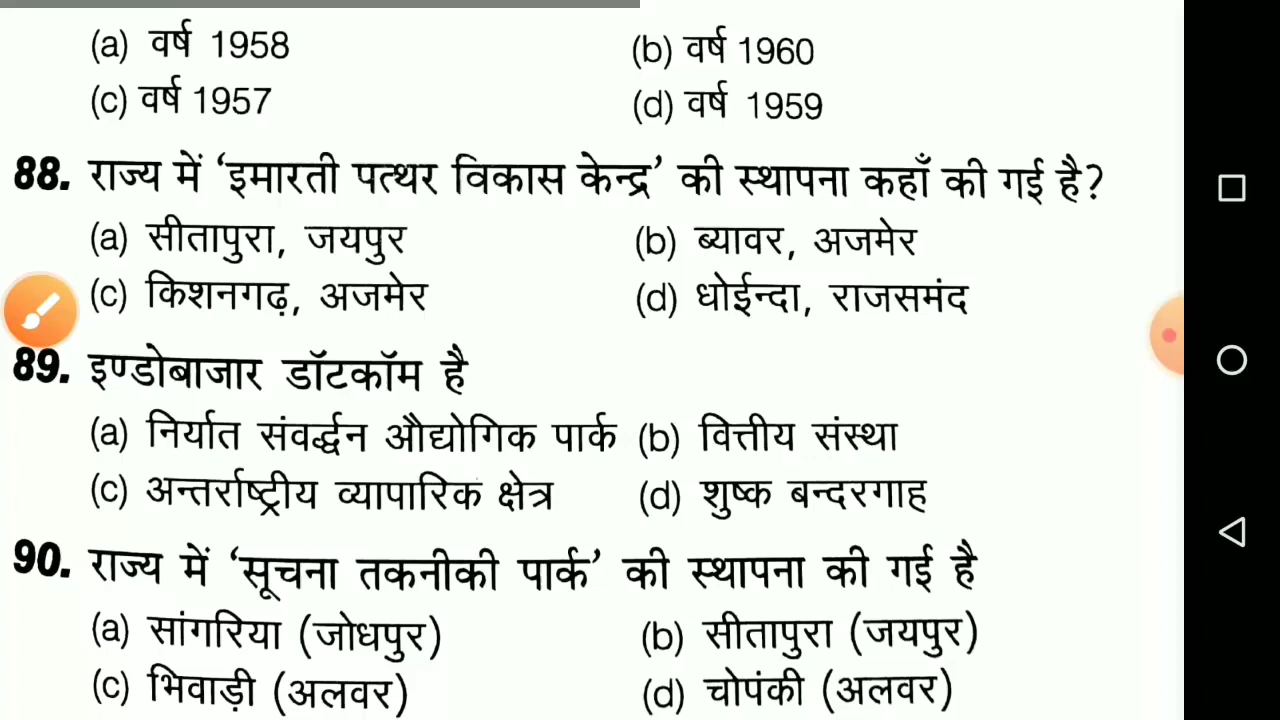 (a) वर्ष 1958 (b) वर्ष 1960
(c) वर्ष 1957 (d) वर्ष 1959
88. राज्य में ‘इमारती पत्थर विकास केन्द्र’ की स्थापना कहाँ की गई है?
(a) सीतापुरा, जयपुर (b) ब्यावर, अजमेर
(c) किशनगढ़, अजमेर (d) धोईन्दा, राजसमंद
89. इण्डोबाजार डॉटकॉम है
(a) निर्यात संवर्द्धन औद्योगिक पार्क (b) वित्तीय संस्था
(c) अन्तर्राष्ट्रीय व्यापारिक क्षेत्र (d) शुष्क बन्दरगाह
90. राज्य में ‘सूचना तकनीकी पार्क’ की स्थापना की गई है
(a) सांगरिया (जोधपुर) (b) सीतापुरा (जयपुर)
(c) भिवाड़ी (अलवर) (d) चोपंकी (अलवर)